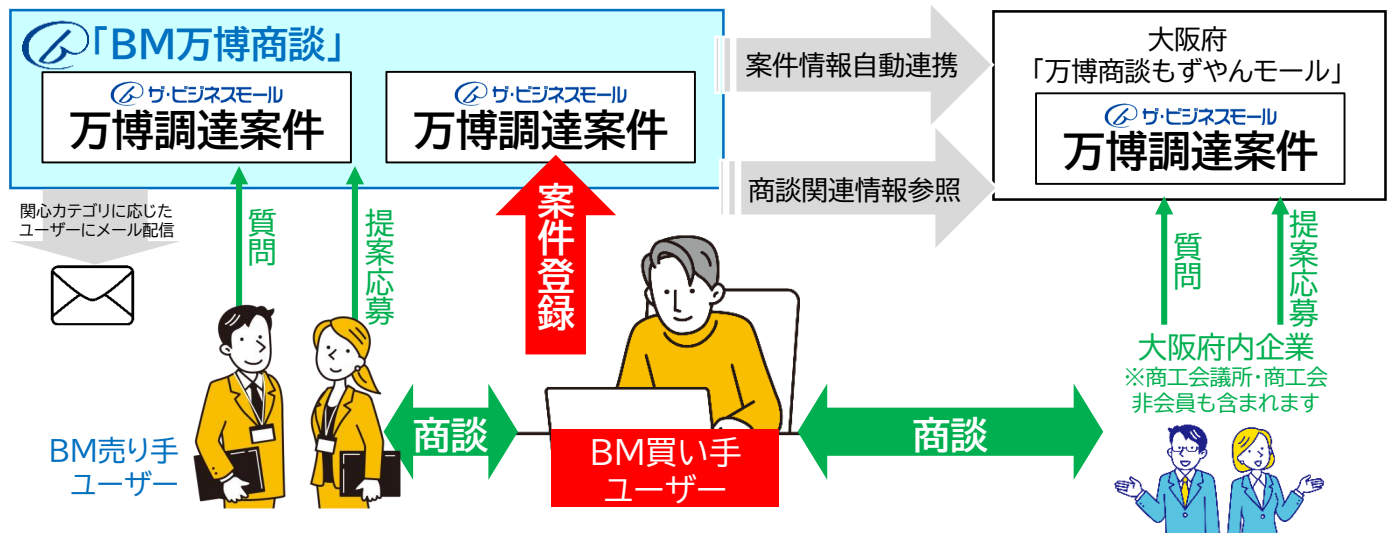 「BM万博商談」
ザ・ビジネスモール
万博調達案件
ザ・ビジネスモール
万博調達案件
案件情報自動連携
商談関連情報参照
大阪府
「万博商談もずやんモール」
ザ・ビジネスモール
万博調達案件
関心カテゴリに応じた
ユーザーにメール配信
質問
提案応募
案件登録
質問
提案応募
大阪府内企業
※商工会議所・商工会
非会員も含まれます
BM売り手
ユーザー
商談
BM買い手
ユーザー
商談